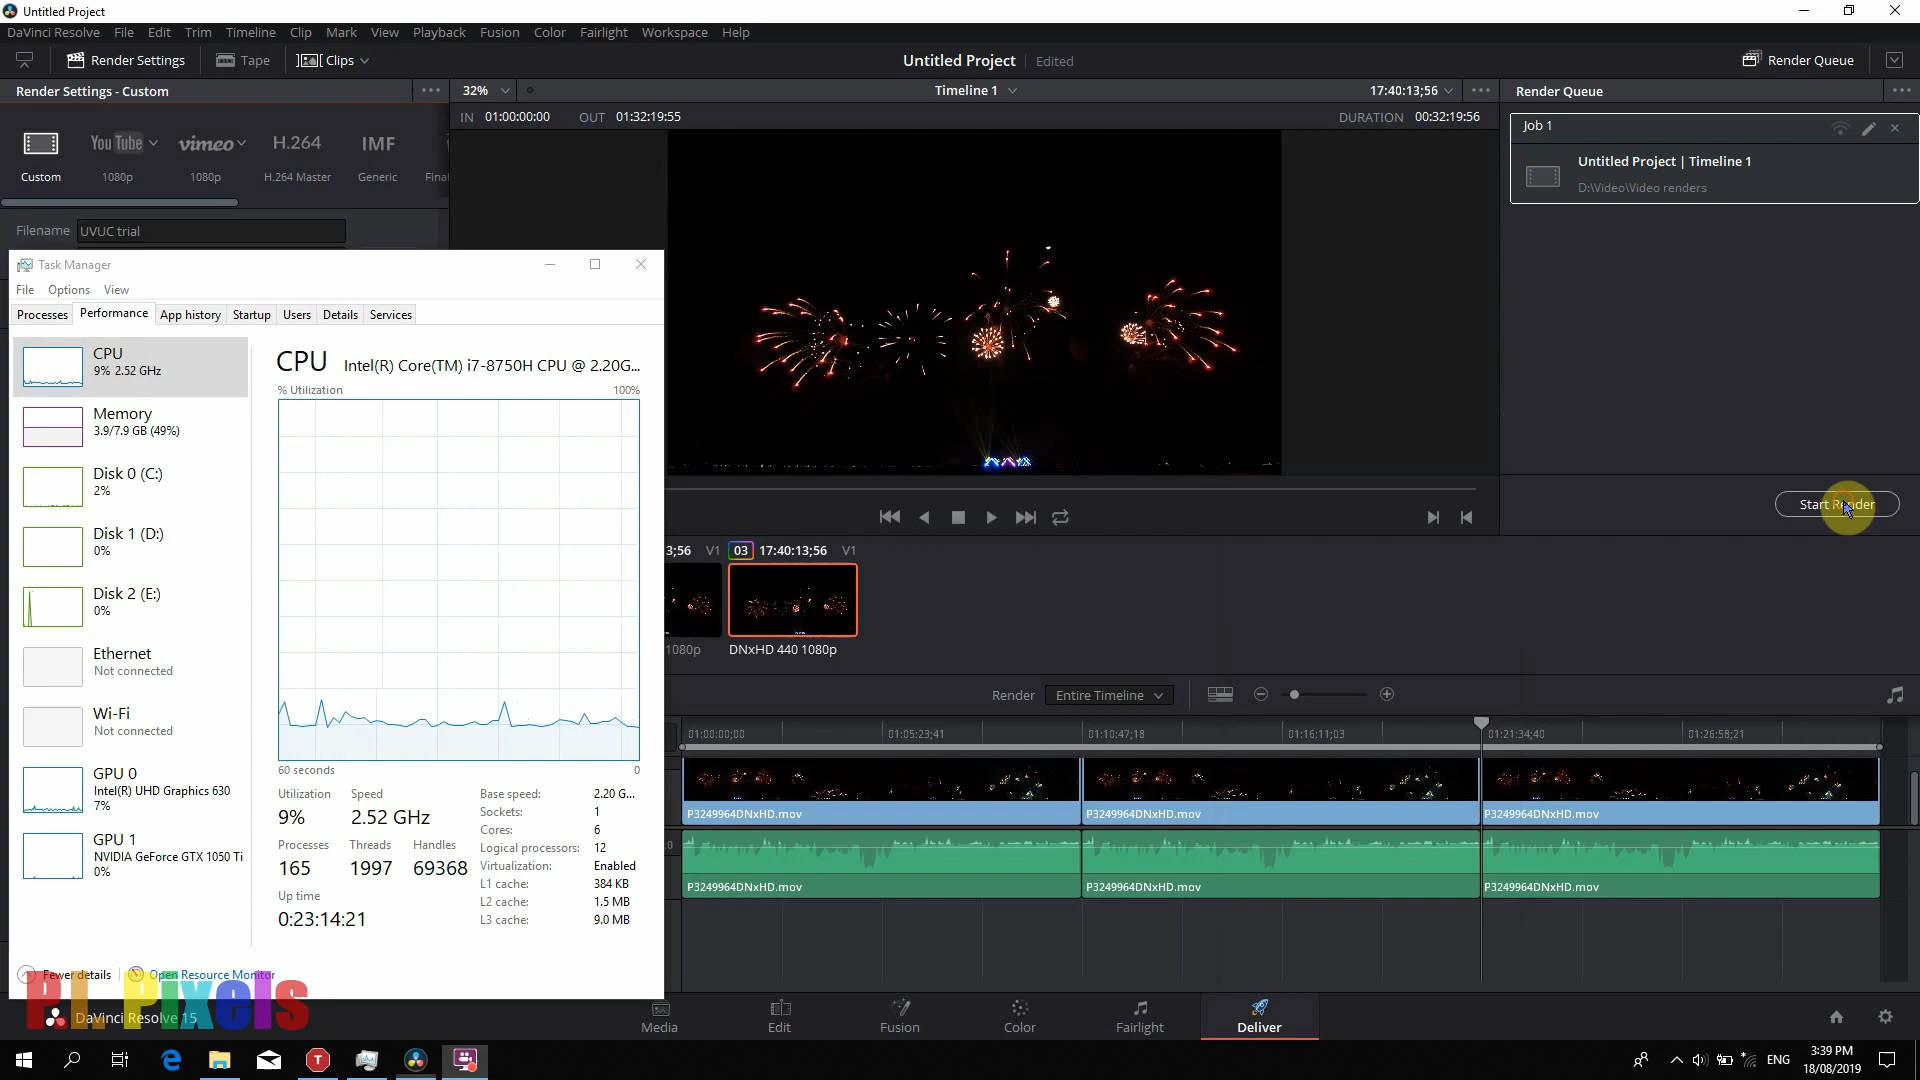 Untitled Project
DaVinci Resolve File Edit Trim Timeline Clip Mark View Playback Fusion Color Fairlight Workspace Help
Render Settings Tape Clips
Untitled Project Edited
Render Queue
Render Settings - Custom
32%
Timeline 1
17:40:13;56
Render Queue
IN 01:00:00:00 OUT 01:32:19:55
DURATION 00:32:19:56
Job 1
Untitled Project | Timeline 1
D:\Video\Video renders
YouTube vimeo H.264 IMF
Custom 1080p 1080p H.264 Master Generic Final
Filename UVUC trial
Task Manager
File Options View
Processes Performance App history Startup Users Details Services
CPU
9% 2.52 GHz
Memory
3.9/7.9 GB (49%)
Disk 0 (C:)
2%
Disk 1 (D:)
0%
Disk 2 (E:)
0%
Ethernet
Not connected
Wi-Fi
Not connected
GPU 0
Intel(R) UHD Graphics 630
7%
GPU 1
NVIDIA GeForce GTX 1050 Ti
0%
CPU Intel(R) Core(TM) i7-8750H CPU @ 2.20G...
% Utilization 100%
60 seconds 0
Utilization Speed
9% 2.52 GHz
Processes Threads Handles
165 1997 69368
Up time
0:23:14:21
Base speed: 2.20 G...
Sockets: 1
Cores: 6
Logical processors: 12
Virtualization: Enabled
L1 cache: 384 KB
L2 cache: 1.5 MB
L3 cache: 9.0 MB
Fewer details Open Resource Monitor
P.I. Pixels
DaVinci Resolve 15
Start Render
3;56 V1 03 17:40:13;56 V1
1080p DNxHD 440 1080p
Render Entire Timeline
01:00:00;00 01:05:23;41 01:10:47;18 01:16:11;03 01:21:34;40 01:26:58;21
P3249964DNxHD.mov P3249964DNxHD.mov P3249964DNxHD.mov
.0
P3249964DNxHD.mov P3249964DNxHD.mov P3249964DNxHD.mov
Media Edit Fusion Color Fairlight Deliver
T
ENG
3:39 PM
18/08/2019